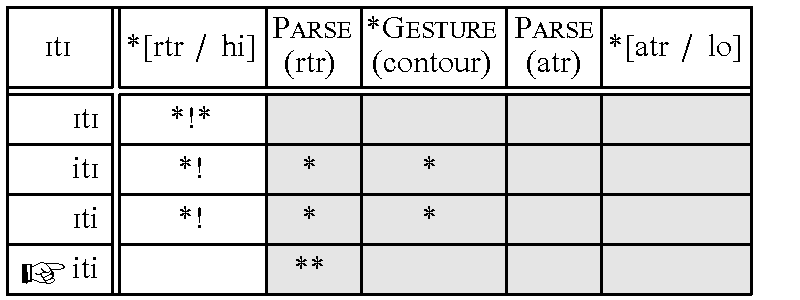 ɪtɪ *[rtr / hi] PARSE (rtr) *GESTURE (contour) PARSE (atr) *[atr / lo]
ɪtɪ *!*
itɪ *! * *
ɪti *! * *
☞ iti **